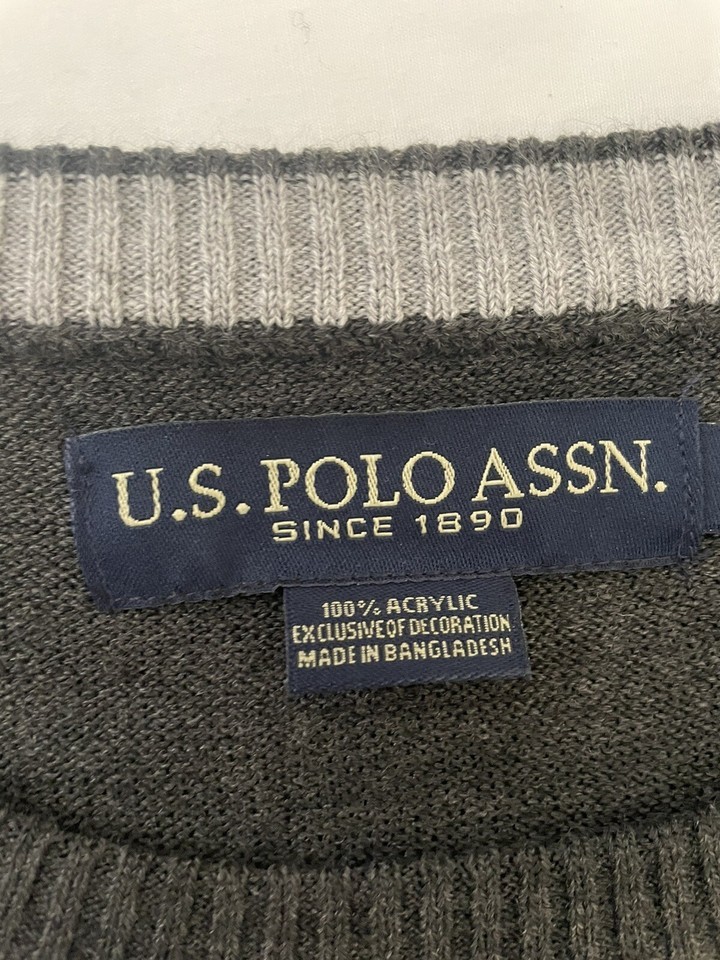 U.S. POLO ASSN.
SINCE 1890
100% ACRYLIC
EXCLUSIVE OF DECORATION
MADE IN BANGLADESH